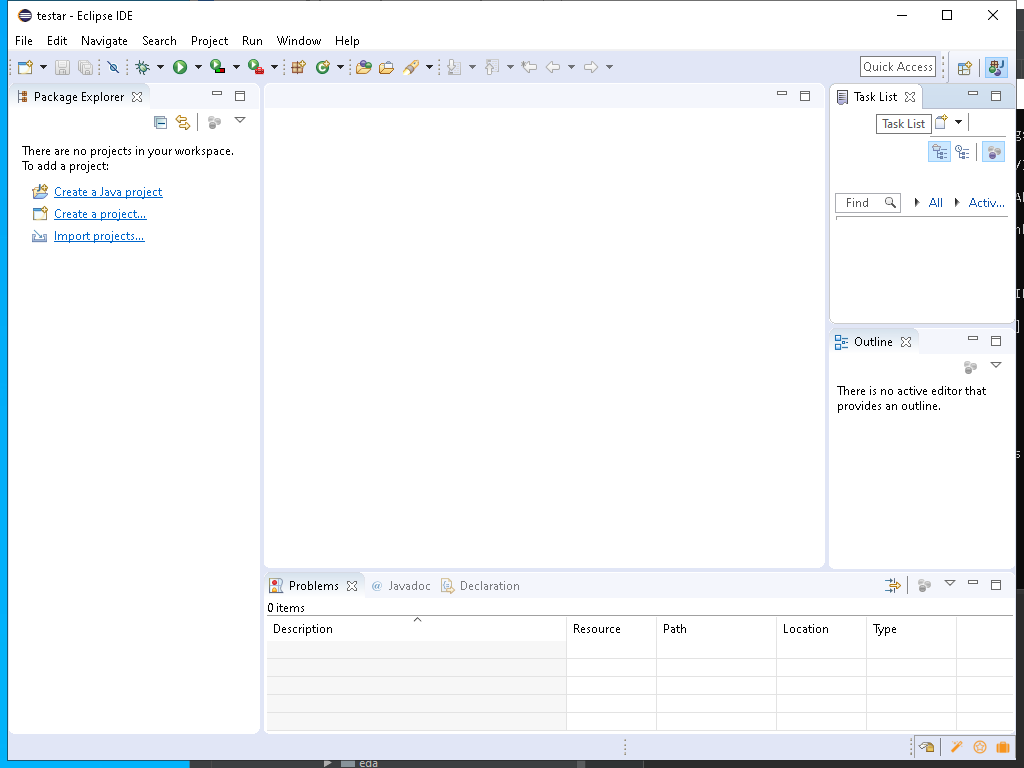 testar - Eclipse IDE
File Edit Navigate Search Project Run Window Help
Quick Access
Package Explorer
There are no projects in your workspace.
To add a project:
Create a Java project
Create a project...
Import projects...
Task List
Task List
Find
All
Activ...
Outline
There is no active editor that
provides an outline.
Problems @ Javadoc Declaration
0 items
Description Resource Path Location Type
eda